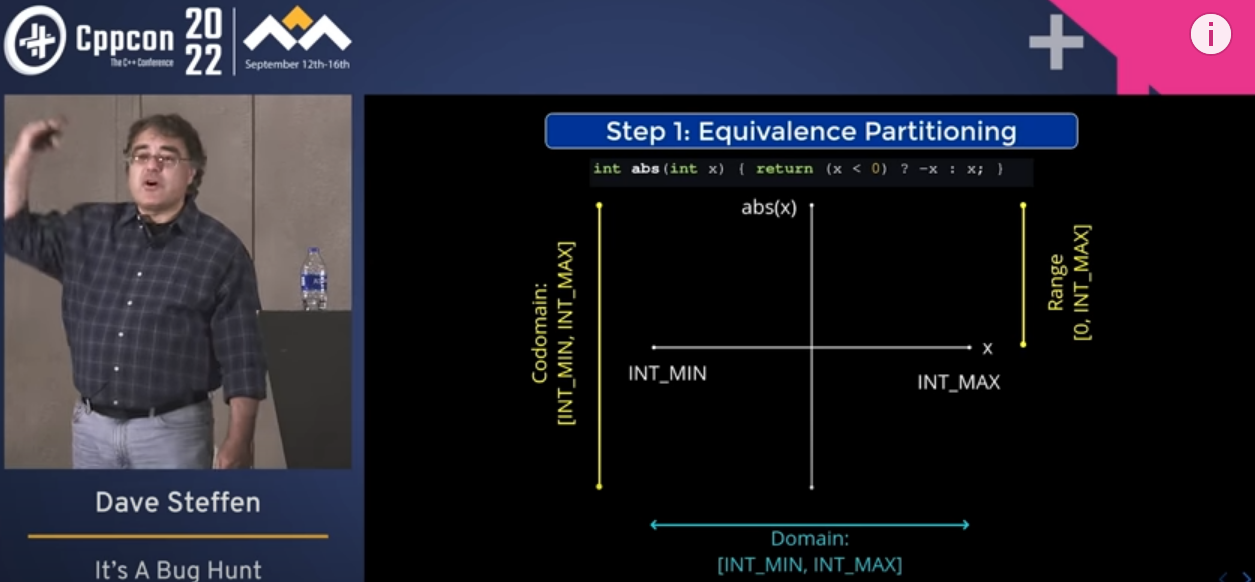 Cppcon
The C++ Conference
20
22
September 12th-16th
i
Step 1: Equivalence Partitioning
int abs(int x) { return (x < 0) ? -x : x; }
abs(x)
Codomain:
[INT_MIN, INT_MAX]
Range
[0, INT_MAX]
x
INT_MIN
INT_MAX
Domain:
[INT_MIN, INT_MAX]
Dave Steffen
It's A Bug Hunt